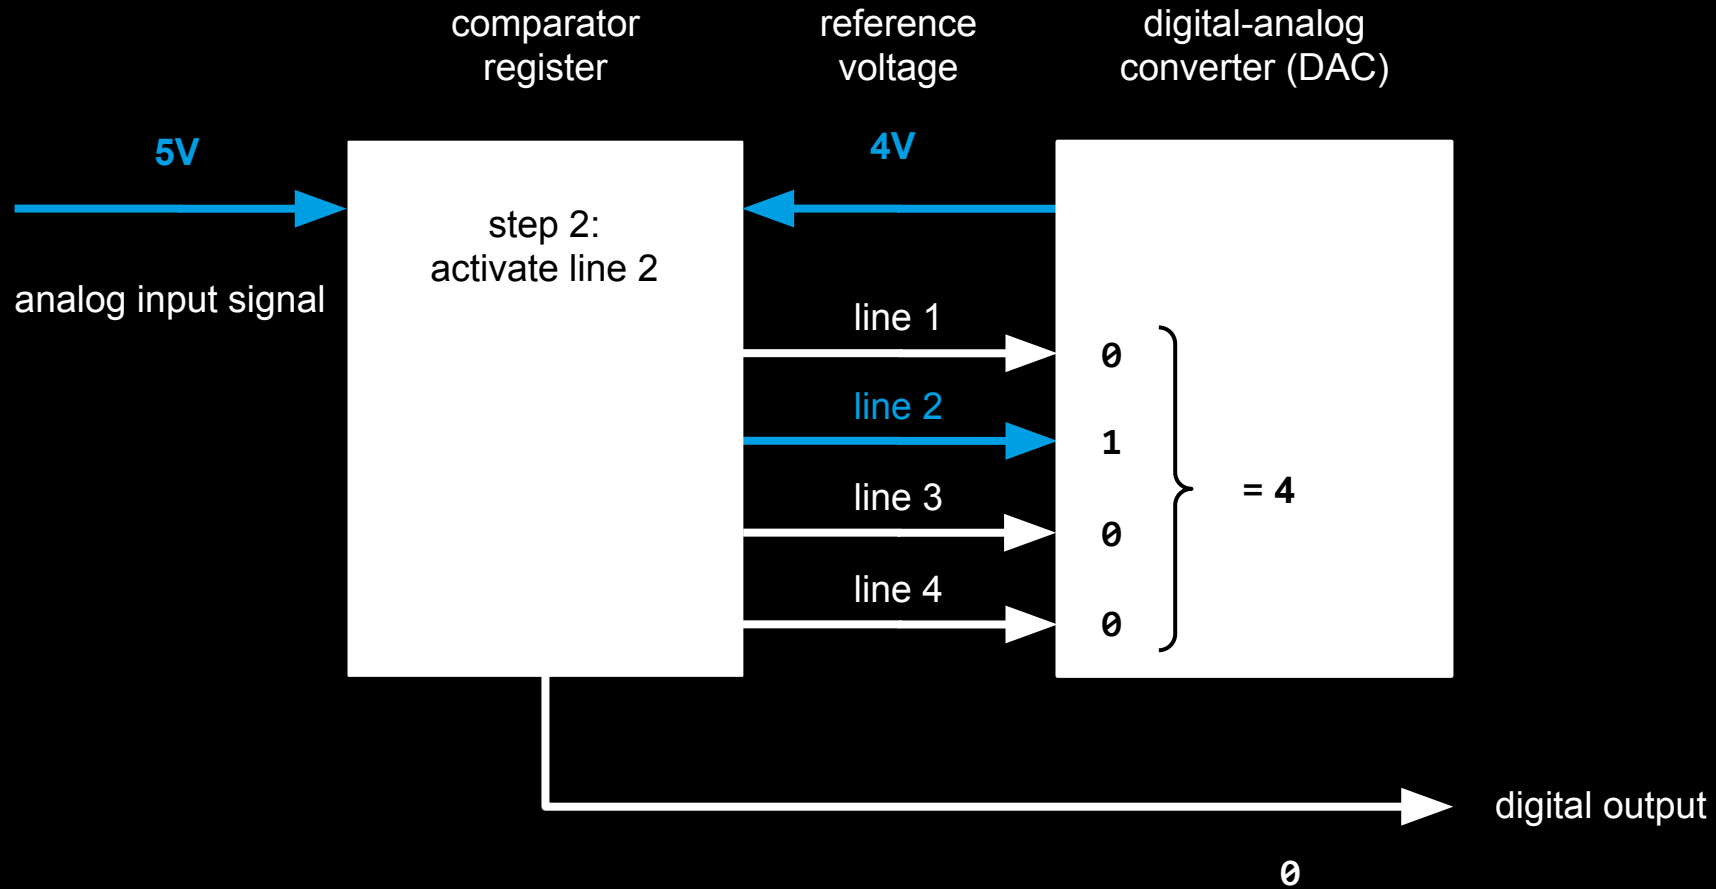 comparator
register
reference
voltage
digital-analog
converter (DAC)
5V
4V
step 2:
activate line 2
analog input signal
line 1
0
line 2
1
line 3
= 4
0
line 4
0
digital output
0